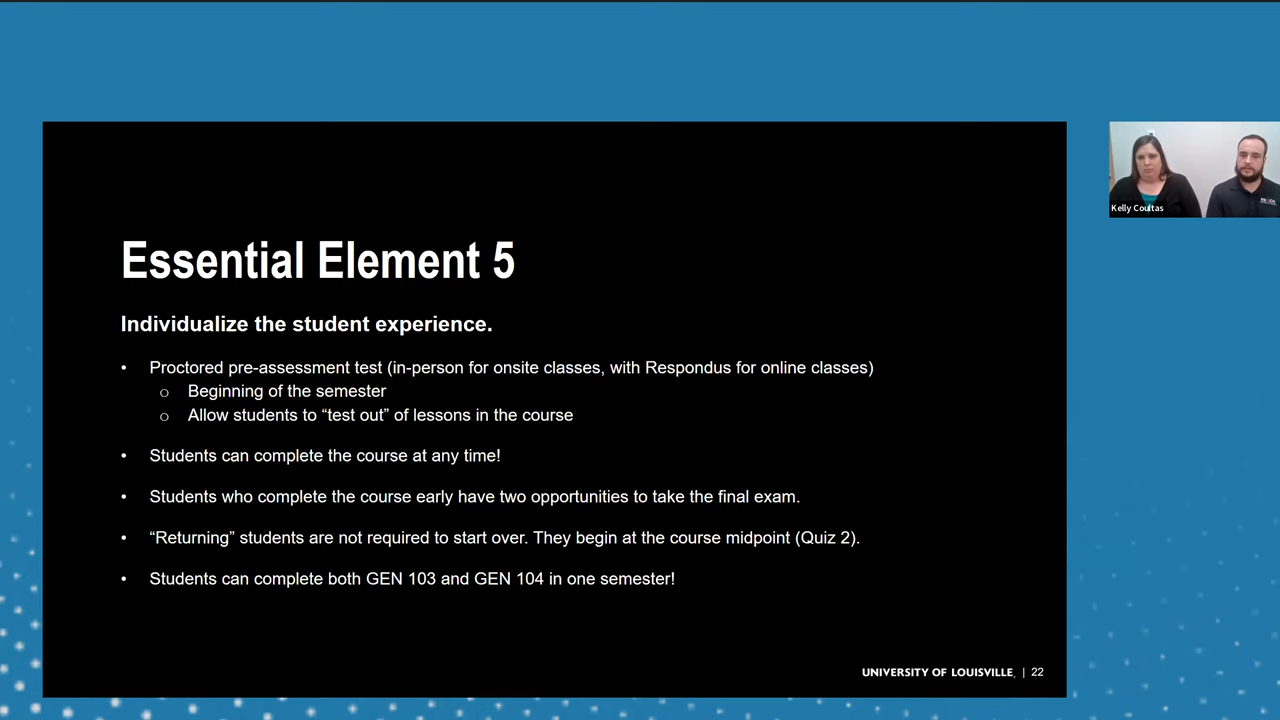 Essential Element 5
Individualize the student experience.
• Proctored pre-assessment test (in-person for onsite classes, with Respondus for online classes)
o Beginning of the semester
o Allow students to “test out” of lessons in the course
• Students can complete the course at any time!
• Students who complete the course early have two opportunities to take the final exam.
• “Returning” students are not required to start over. They begin at the course midpoint (Quiz 2).
• Students can complete both GEN 103 and GEN 104 in one semester!
UNIVERSITY OF LOUISVILLE. | 22
Kelly Coultas